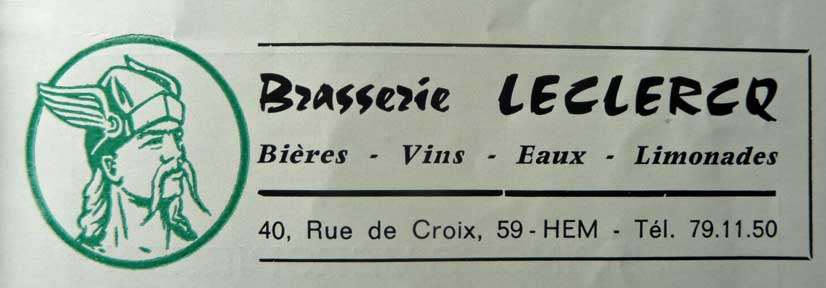 Brasserie LECLERCQ
Bières - Vins - Eaux - Limonades
40, Rue de Croix, 59 - HEM - Tél. 79.11.50